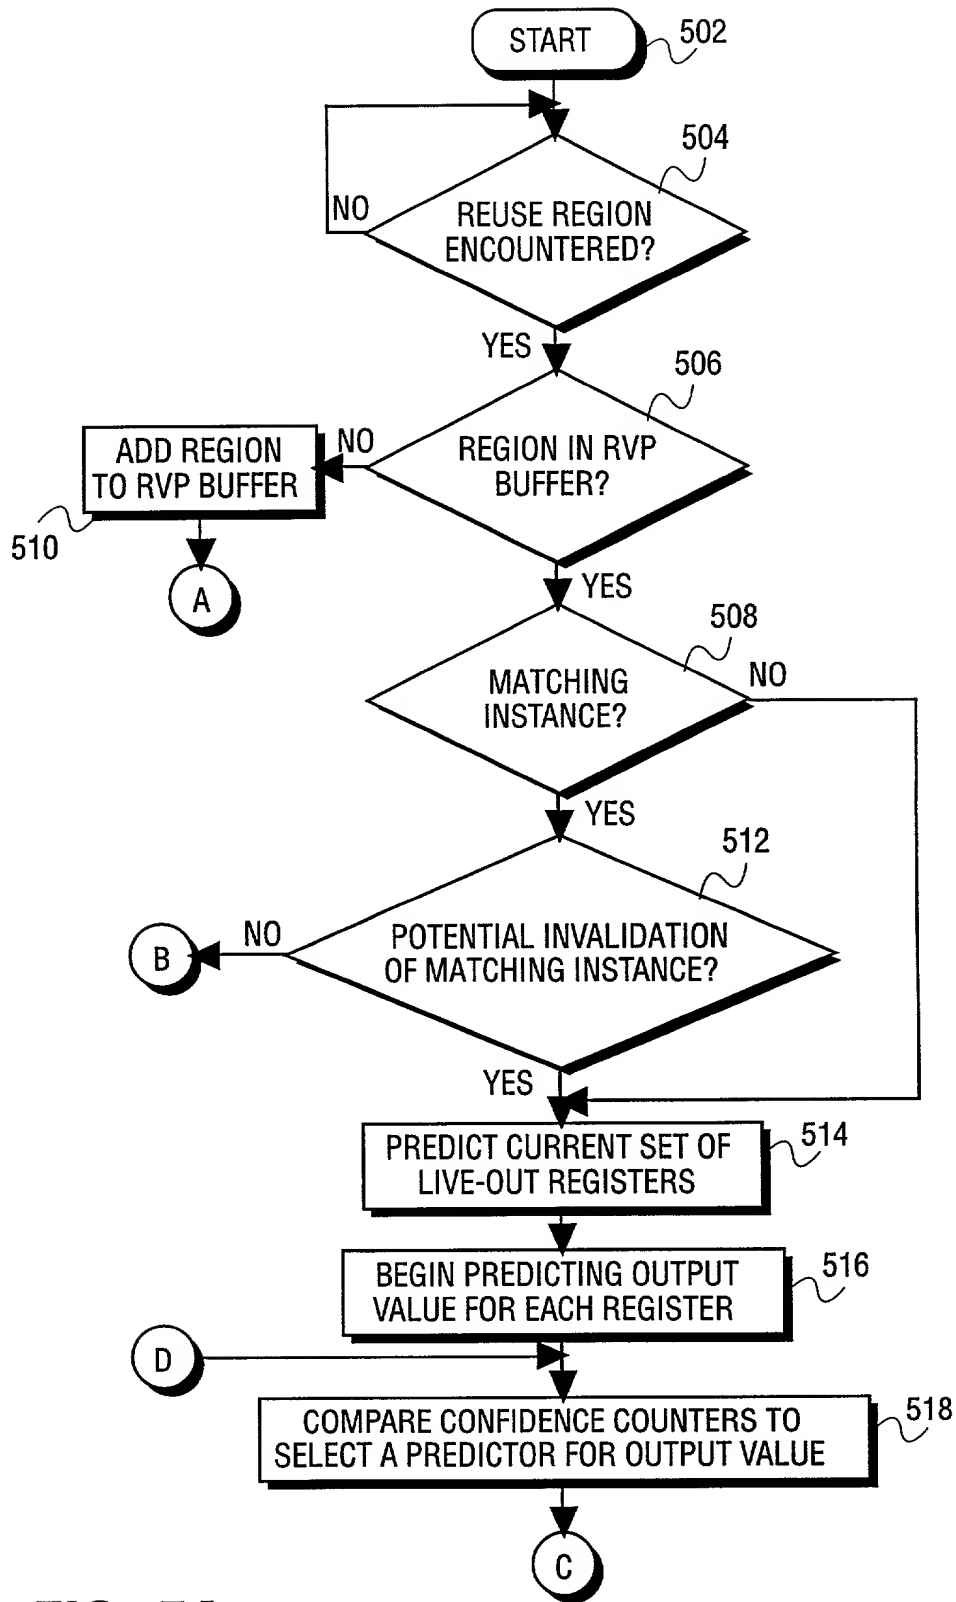 START
502
504
NO
REUSE REGION
ENCOUNTERED?
YES
506
ADD REGION
TO RVP BUFFER
NO
REGION IN RVP
BUFFER?
510
A
YES
508
MATCHING
INSTANCE?
NO
YES
512
B
NO
POTENTIAL INVALIDATION
OF MATCHING INSTANCE?
YES
PREDICT CURRENT SET OF
LIVE-OUT REGISTERS
514
BEGIN PREDICTING OUTPUT
VALUE FOR EACH REGISTER
516
D
COMPARE CONFIDENCE COUNTERS TO
SELECT A PREDICTOR FOR OUTPUT VALUE
518
C